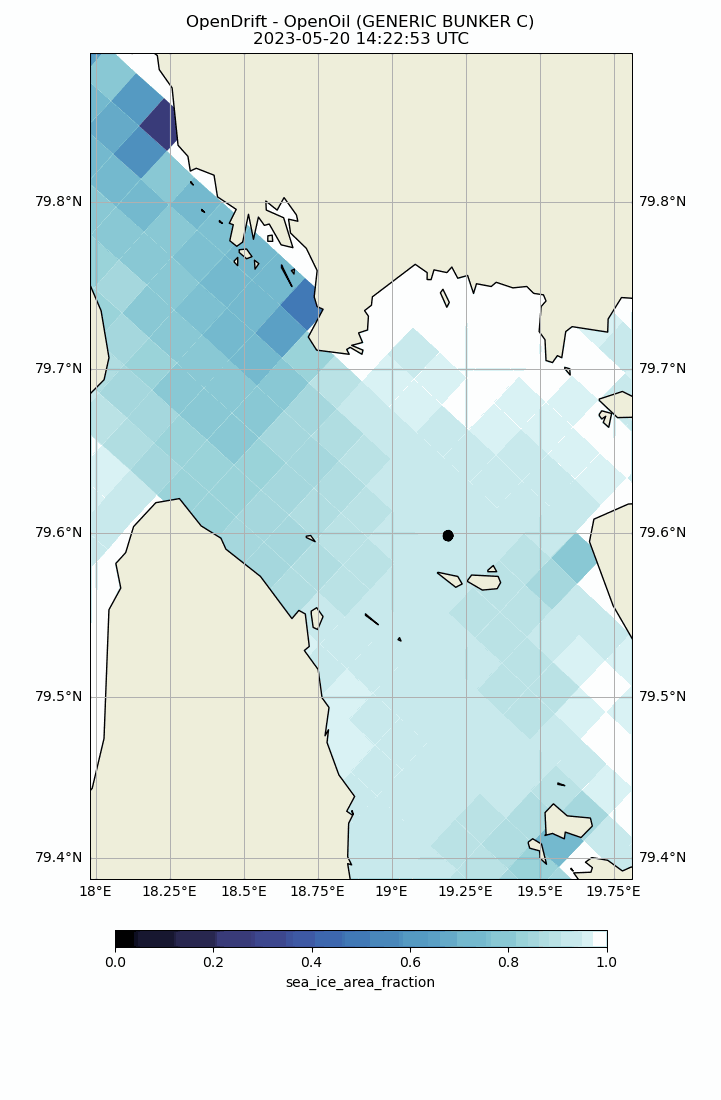 OpenDrift - OpenOil (GENERIC BUNKER C)
2023-05-20 14:22:53 UTC
79.8°N 79.8°N
79.7°N 79.7°N
79.6°N 79.6°N
79.5°N 79.5°N
79.4°N 79.4°N
18°E 18.25°E 18.5°E 18.75°E 19°E 19.25°E 19.5°E 19.75°E
0.0 0.2 0.4 0.6 0.8 1.0
sea_ice_area_fraction